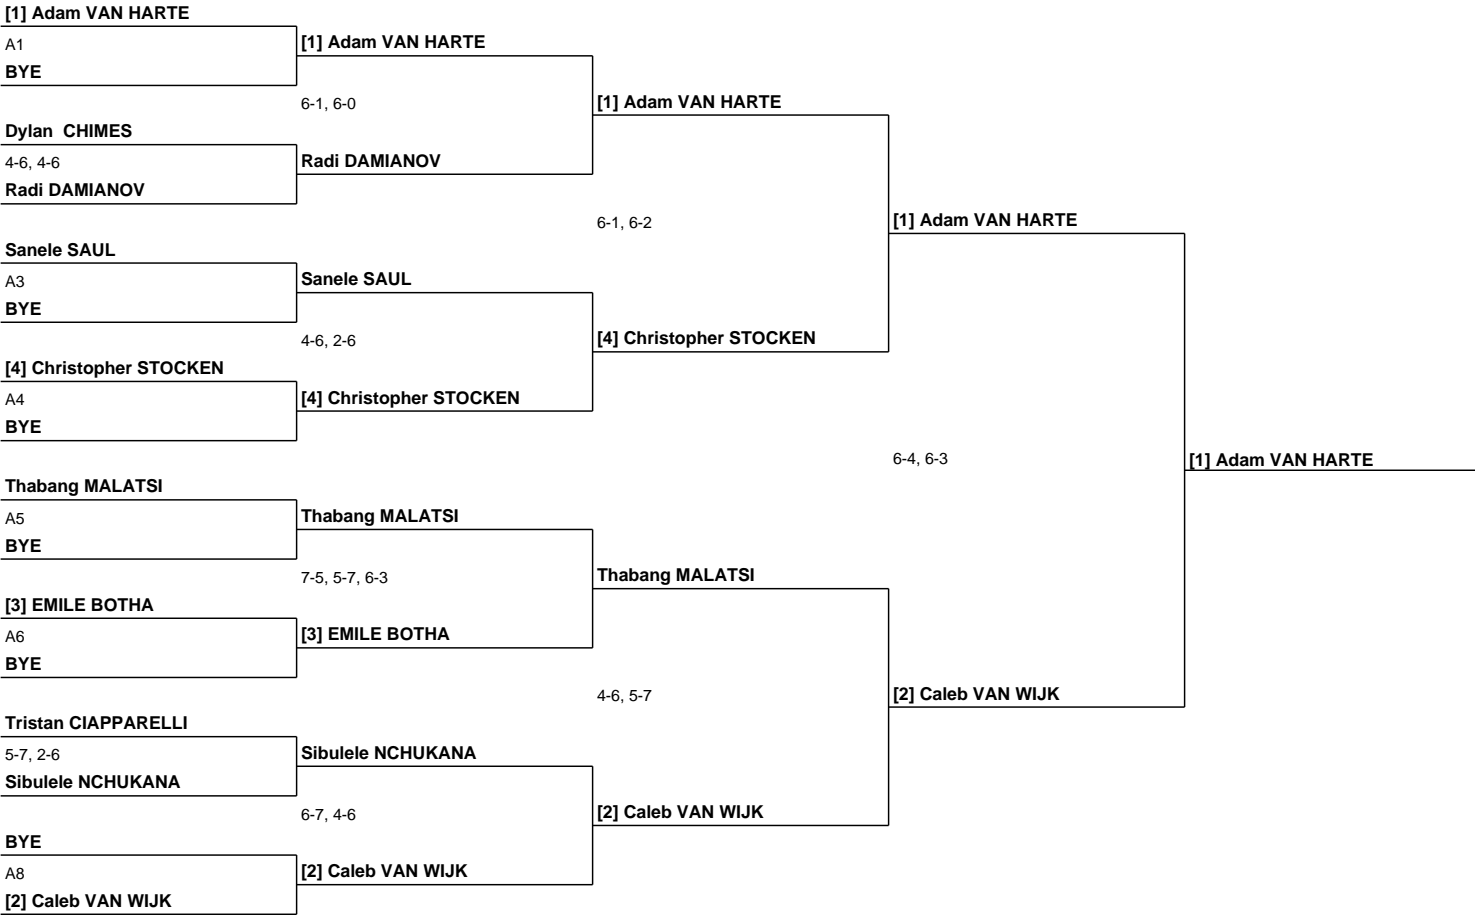 [1] Adam VAN HARTE
A1
BYE
Dylan  CHIMES
4-6, 4-6
Radi DAMIANOV
Sanele SAUL
A3
BYE
[4] Christopher STOCKEN
A4
BYE
Thabang MALATSI
A5
BYE
[3] EMILE BOTHA
A6
BYE
Tristan CIAPPARELLI
5-7, 2-6
Sibulele NCHUKANA
BYE
A8
[2] Caleb VAN WIJK
[1] Adam VAN HARTE
6-1, 6-0
Radi DAMIANOV
Sanele SAUL
4-6, 2-6
[4] Christopher STOCKEN
Thabang MALATSI
7-5, 5-7, 6-3
[3] EMILE BOTHA
Sibulele NCHUKANA
6-7, 4-6
[2] Caleb VAN WIJK
[1] Adam VAN HARTE
6-1, 6-2
[4] Christopher STOCKEN
Thabang MALATSI
4-6, 5-7
[2] Caleb VAN WIJK
[1] Adam VAN HARTE
6-4, 6-3
[2] Caleb VAN WIJK
[1] Adam VAN HARTE